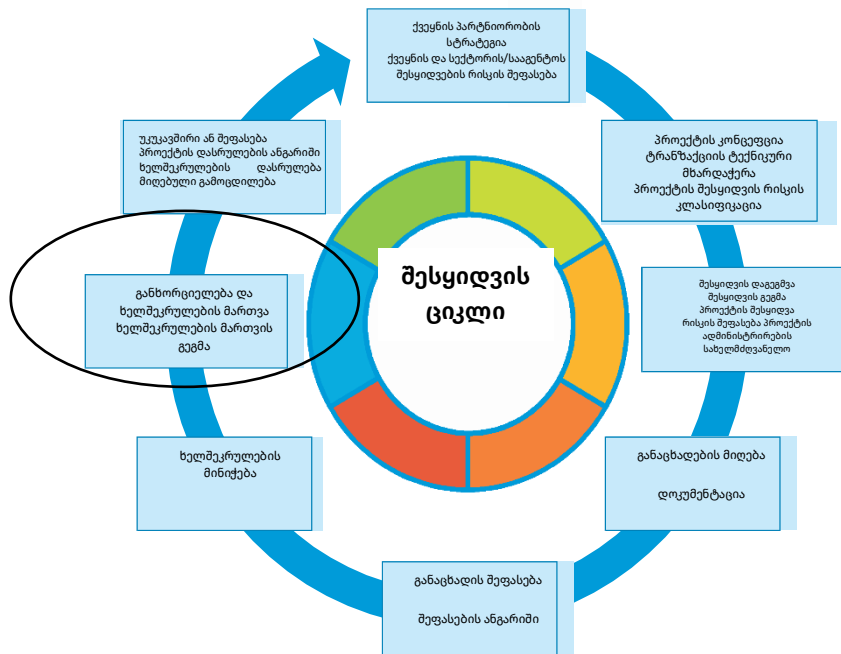 ქვეყნის პარტნიორობის
სტრატეგია
ქვეყნის და სექტორის/სააგენტოს
შესყიდვების რისკის შეფასება
პროექტის კონცეფცია
ტრანზაქციის ტექნიკური
მხარდაჭერა
პროექტის შესყიდვის რისკის
კლასიფიკაცია
შესყიდვის დაგეგმვა
შესყიდვის გეგმა
პროექტის შესყიდვა
რისკის შეფასება პროექტის
ადმინისტრირების
სახელმძღვანელო
განაცხადების მიღება
დოკუმენტაცია
განაცხადის შეფასება
შეფასების ანგარიში
ხელშეკრულების
მინიჭება
განხორციელება და
ხელშეკრულების მართვა
ხელშეკრულების მართვის
გეგმა
უკუკავშირი ან შეფასება
პროექტის დასრულების ანგარიში
ხელშეკრულების დასრულება
მიღებული გამოცდილება
შესყიდვის
ციკლი